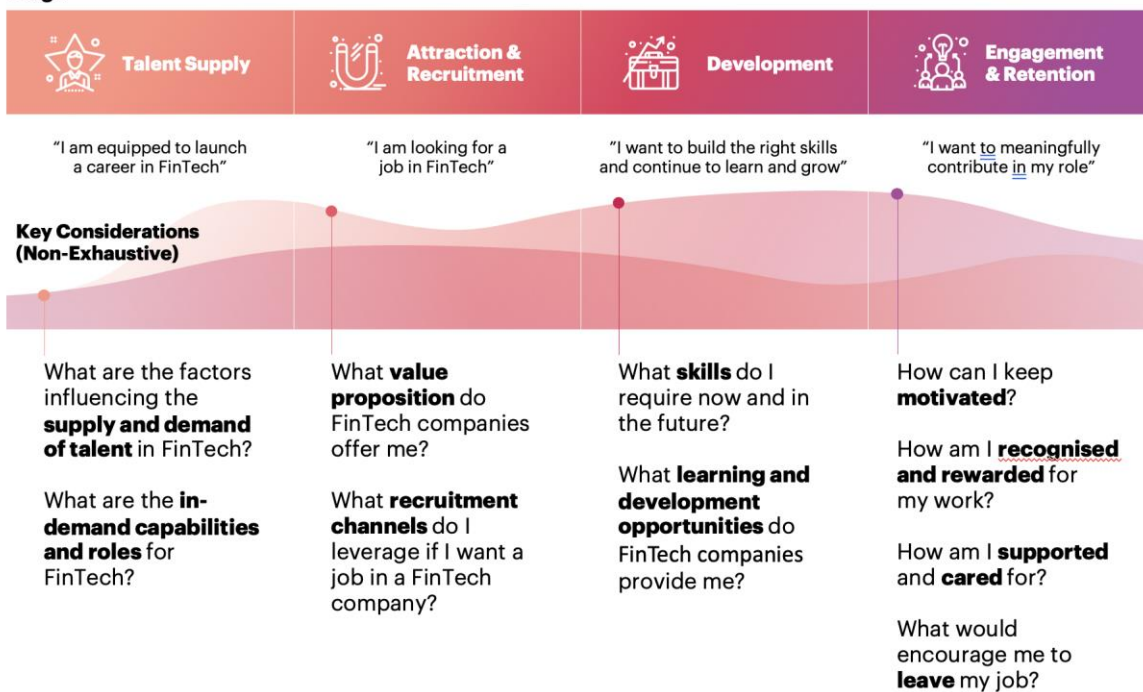 Talent Supply
Attraction &
Recruitment
Development
Engagement
& Retention
“I am equipped to launch
a career in FinTech”
“I am looking for a
job in FinTech”
“I want to build the right skills
and continue to learn and grow”
“I want to meaningfully
contribute in my role”
Key Considerations
(Non-Exhaustive)
What are the factors
influencing the
supply and demand
of talent in FinTech?
What are the in-
demand capabilities
and roles for
FinTech?
What value
proposition do
FinTech companies
offer me?
What recruitment
channels do I
leverage if I want a
job in a FinTech
company?
What skills do I
require now and in
the future?
What learning and
development
opportunities do
FinTech companies
provide me?
How can I keep
motivated?
How am I recognised
and rewarded for
my work?
How am I supported
and cared for?
What would
encourage me to
leave my job?